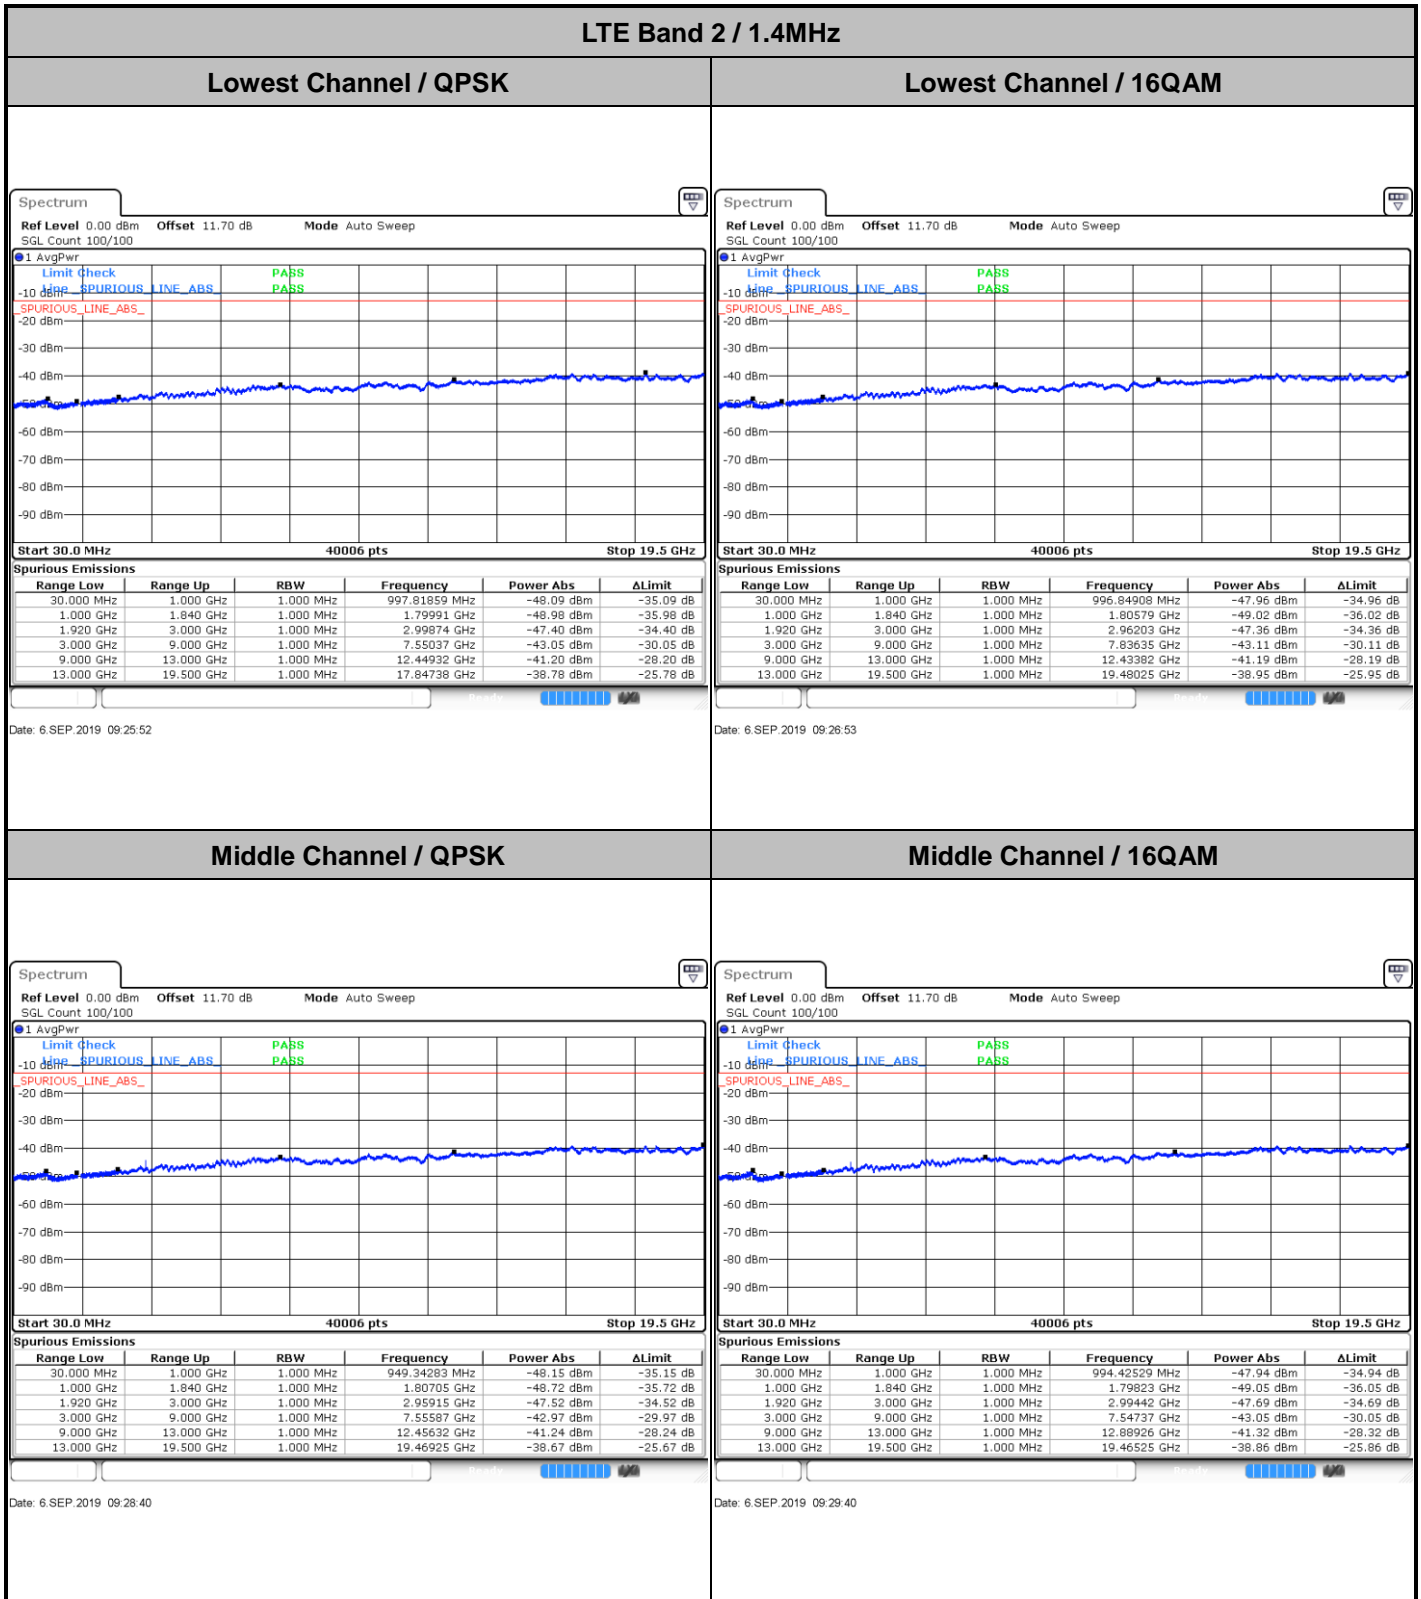 LTE Band 2 / 1.4MHz
Lowest Channel / QPSK
Lowest Channel / 16QAM
Spectrum
Ref Level 0.00 dBm Offset 11.70 dB Mode Auto Sweep
SGL Count 100/100
1 AvgPwr
Limit Check PASS
Line _SPURIOUS_LINE_ABS_ PASS
-10 dBm
_SPURIOUS_LINE_ABS_
-20 dBm
-30 dBm
-40 dBm
-50 dBm
-60 dBm
-70 dBm
-80 dBm
-90 dBm
Start 30.0 MHz 40006 pts Stop 19.5 GHz
Spurious Emissions
Range Low Range Up RBW Frequency Power Abs ΔLimit
30.000 MHz 1.000 GHz 1.000 MHz 997.81859 MHz -48.09 dBm -35.09 dB
1.000 GHz 1.840 GHz 1.000 MHz 1.79991 GHz -48.98 dBm -35.98 dB
1.920 GHz 3.000 GHz 1.000 MHz 2.99874 GHz -47.40 dBm -34.40 dB
3.000 GHz 9.000 GHz 1.000 MHz 7.55037 GHz -43.05 dBm -30.05 dB
9.000 GHz 13.000 GHz 1.000 MHz 12.44932 GHz -41.20 dBm -28.20 dB
13.000 GHz 19.500 GHz 1.000 MHz 17.84738 GHz -38.78 dBm -25.78 dB
Ready
Date: 6.SEP.2019 09:25:52
Spectrum
Ref Level 0.00 dBm Offset 11.70 dB Mode Auto Sweep
SGL Count 100/100
1 AvgPwr
Limit Check PASS
Line _SPURIOUS_LINE_ABS_ PASS
-10 dBm
_SPURIOUS_LINE_ABS_
-20 dBm
-30 dBm
-40 dBm
-50 dBm
-60 dBm
-70 dBm
-80 dBm
-90 dBm
Start 30.0 MHz 40006 pts Stop 19.5 GHz
Spurious Emissions
Range Low Range Up RBW Frequency Power Abs ΔLimit
30.000 MHz 1.000 GHz 1.000 MHz 996.84908 MHz -47.96 dBm -34.96 dB
1.000 GHz 1.840 GHz 1.000 MHz 1.80579 GHz -49.02 dBm -36.02 dB
1.920 GHz 3.000 GHz 1.000 MHz 2.96203 GHz -47.36 dBm -34.36 dB
3.000 GHz 9.000 GHz 1.000 MHz 7.83635 GHz -43.11 dBm -30.11 dB
9.000 GHz 13.000 GHz 1.000 MHz 12.43382 GHz -41.19 dBm -28.19 dB
13.000 GHz 19.500 GHz 1.000 MHz 19.48025 GHz -38.95 dBm -25.95 dB
Ready
Date: 6.SEP.2019 09:26:53
Middle Channel / QPSK
Middle Channel / 16QAM
Spectrum
Ref Level 0.00 dBm Offset 11.70 dB Mode Auto Sweep
SGL Count 100/100
1 AvgPwr
Limit Check PASS
Line _SPURIOUS_LINE_ABS_ PASS
-10 dBm
_SPURIOUS_LINE_ABS_
-20 dBm
-30 dBm
-40 dBm
-50 dBm
-60 dBm
-70 dBm
-80 dBm
-90 dBm
Start 30.0 MHz 40006 pts Stop 19.5 GHz
Spurious Emissions
Range Low Range Up RBW Frequency Power Abs ΔLimit
30.000 MHz 1.000 GHz 1.000 MHz 949.34283 MHz -48.15 dBm -35.15 dB
1.000 GHz 1.840 GHz 1.000 MHz 1.80705 GHz -48.72 dBm -35.72 dB
1.920 GHz 3.000 GHz 1.000 MHz 2.95915 GHz -47.52 dBm -34.52 dB
3.000 GHz 9.000 GHz 1.000 MHz 7.55587 GHz -42.97 dBm -29.97 dB
9.000 GHz 13.000 GHz 1.000 MHz 12.45632 GHz -41.24 dBm -28.24 dB
13.000 GHz 19.500 GHz 1.000 MHz 19.46925 GHz -38.67 dBm -25.67 dB
Ready
Date: 6.SEP.2019 09:28:40
Spectrum
Ref Level 0.00 dBm Offset 11.70 dB Mode Auto Sweep
SGL Count 100/100
1 AvgPwr
Limit Check PASS
Line _SPURIOUS_LINE_ABS_ PASS
-10 dBm
_SPURIOUS_LINE_ABS_
-20 dBm
-30 dBm
-40 dBm
-50 dBm
-60 dBm
-70 dBm
-80 dBm
-90 dBm
Start 30.0 MHz 40006 pts Stop 19.5 GHz
Spurious Emissions
Range Low Range Up RBW Frequency Power Abs ΔLimit
30.000 MHz 1.000 GHz 1.000 MHz 994.42529 MHz -47.94 dBm -34.94 dB
1.000 GHz 1.840 GHz 1.000 MHz 1.79823 GHz -49.05 dBm -36.05 dB
1.920 GHz 3.000 GHz 1.000 MHz 2.99442 GHz -47.69 dBm -34.69 dB
3.000 GHz 9.000 GHz 1.000 MHz 7.54737 GHz -43.05 dBm -30.05 dB
9.000 GHz 13.000 GHz 1.000 MHz 12.88926 GHz -41.32 dBm -28.32 dB
13.000 GHz 19.500 GHz 1.000 MHz 19.46525 GHz -38.86 dBm -25.86 dB
Ready
Date: 6.SEP.2019 09:29:40